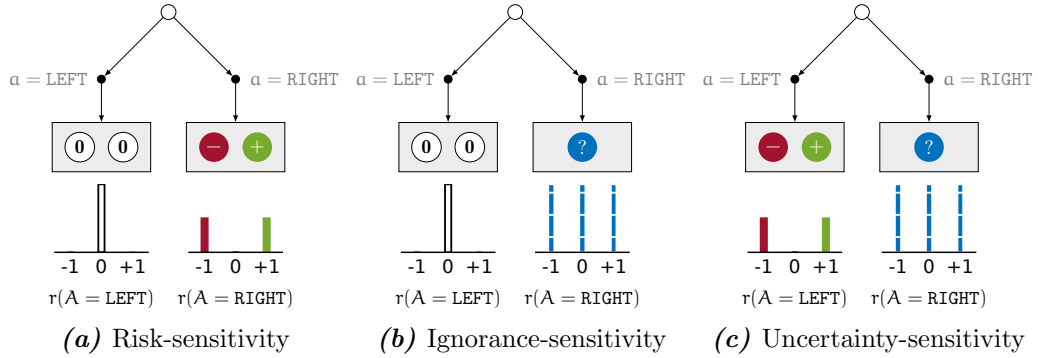 a = LEFT a = RIGHT a = LEFT a = RIGHT a = LEFT a = RIGHT
0 0 − + 0 0 ? − + ?
-1 0 +1 -1 0 +1 -1 0 +1 -1 0 +1 -1 0 +1 -1 0 +1
r(A = LEFT) r(A = RIGHT) r(A = LEFT) r(A = RIGHT) r(A = LEFT) r(A = RIGHT)
(a) Risk-sensitivity (b) Ignorance-sensitivity (c) Uncertainty-sensitivity